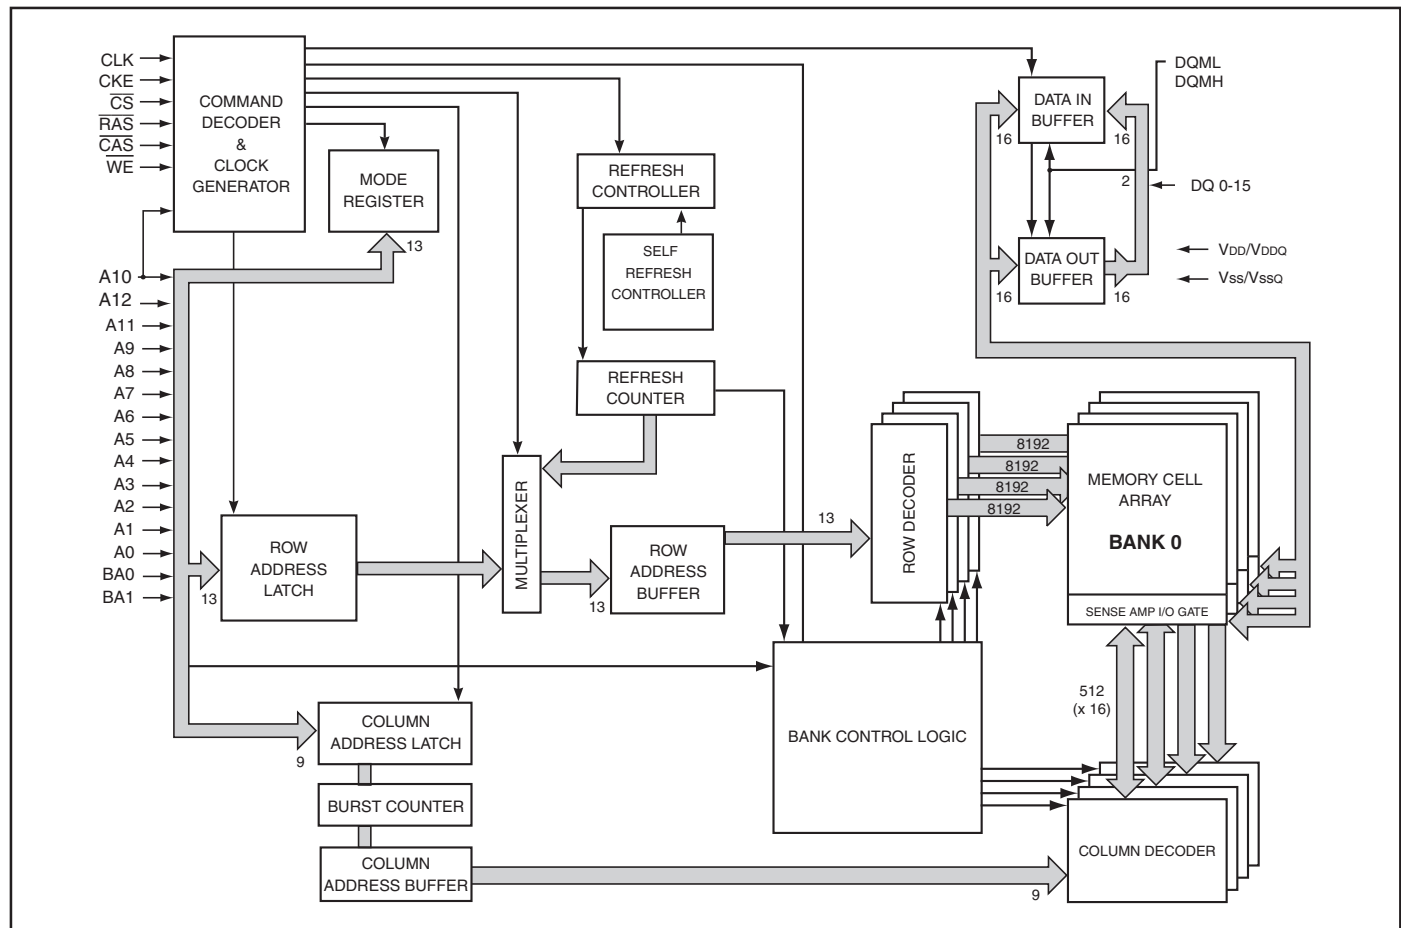 CLK
CKE
CS
RAS
CAS
WE
A10
A12
A11
A9
A8
A7
A6
A5
A4
A3
A2
A1
A0
BA0
BA1
COMMAND
DECODER
&
CLOCK
GENERATOR
MODE
REGISTER
13
REFRESH
CONTROLLER
SELF
REFRESH
CONTROLLER
REFRESH
COUNTER
DATA IN
BUFFER
16
16
DQML
DQMH
2
DQ 0-15
DATA OUT
BUFFER
16
16
VDD/VDDQ
Vss/VssQ
13
ROW
ADDRESS
LATCH
MULTIPLEXER
13
ROW
ADDRESS
BUFFER
13
ROW DECODER
8192
8192
8192
8192
MEMORY CELL
ARRAY
BANK 0
SENSE AMP I/O GATE
512
(x 16)
BANK CONTROL LOGIC
9
COLUMN
ADDRESS LATCH
BURST COUNTER
COLUMN
ADDRESS BUFFER
9
COLUMN DECODER